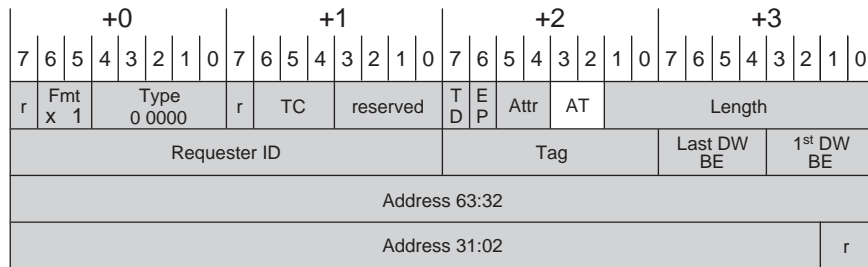 +0 +1 +2 +3
7 6 5 4 3 2 1 0 7 6 5 4 3 2 1 0 7 6 5 4 3 2 1 0 7 6 5 4 3 2 1 0
r Fmt x 1 Type 0 0000 r TC reserved TD EP Attr AT Length
Requester ID Tag Last DW BE 1st DW BE
Address 63:32
Address 31:02 r